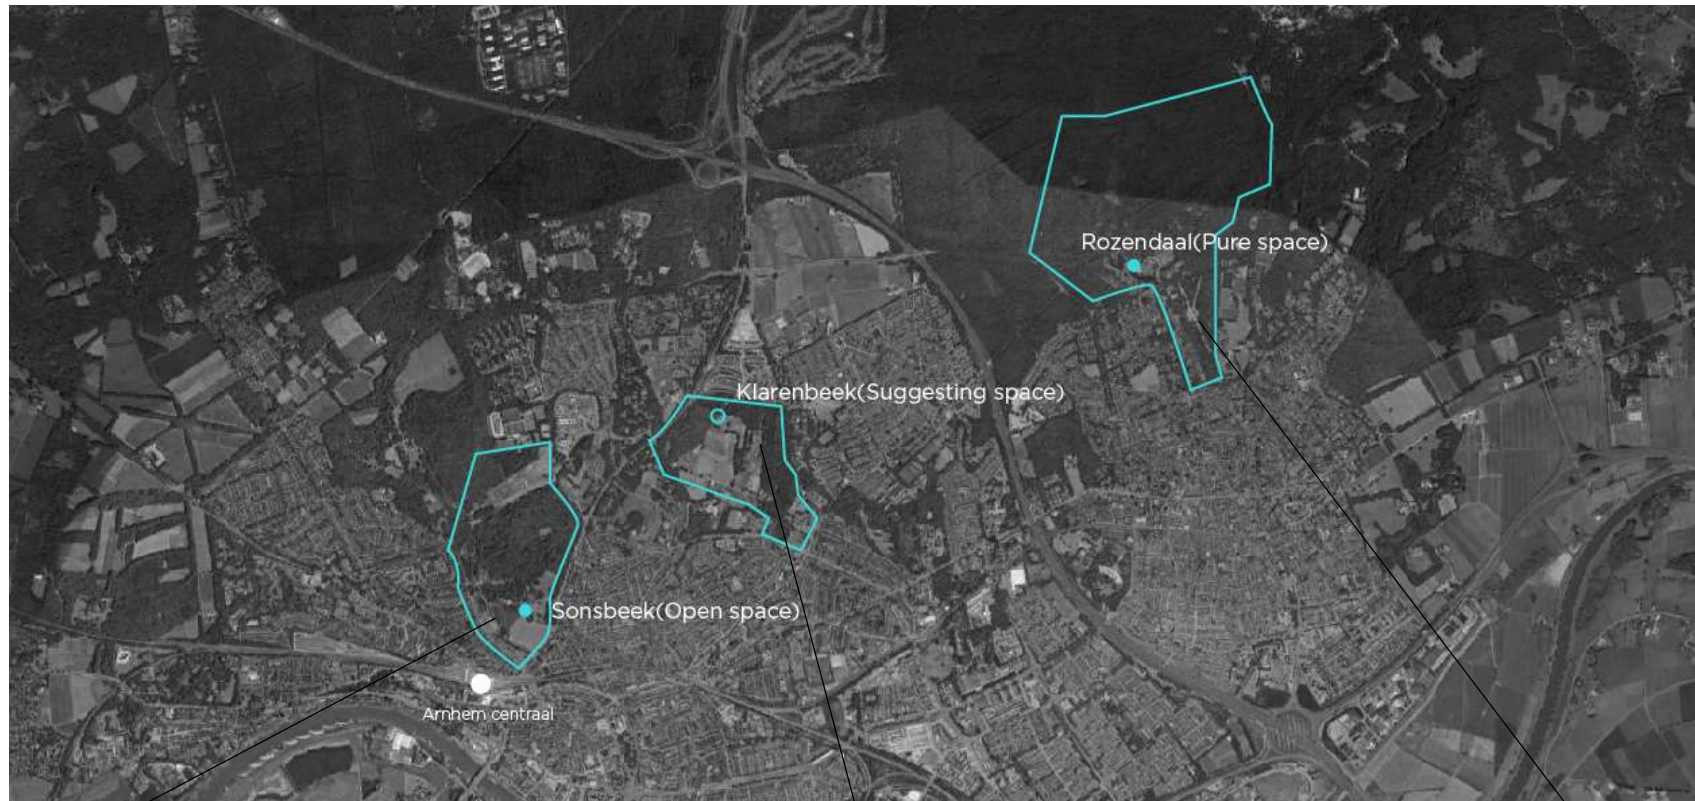 Rozendaal(Pure space)
Klarenbeek(Suggesting space)
Sonsbeek(Open space)
Arnhem centraal